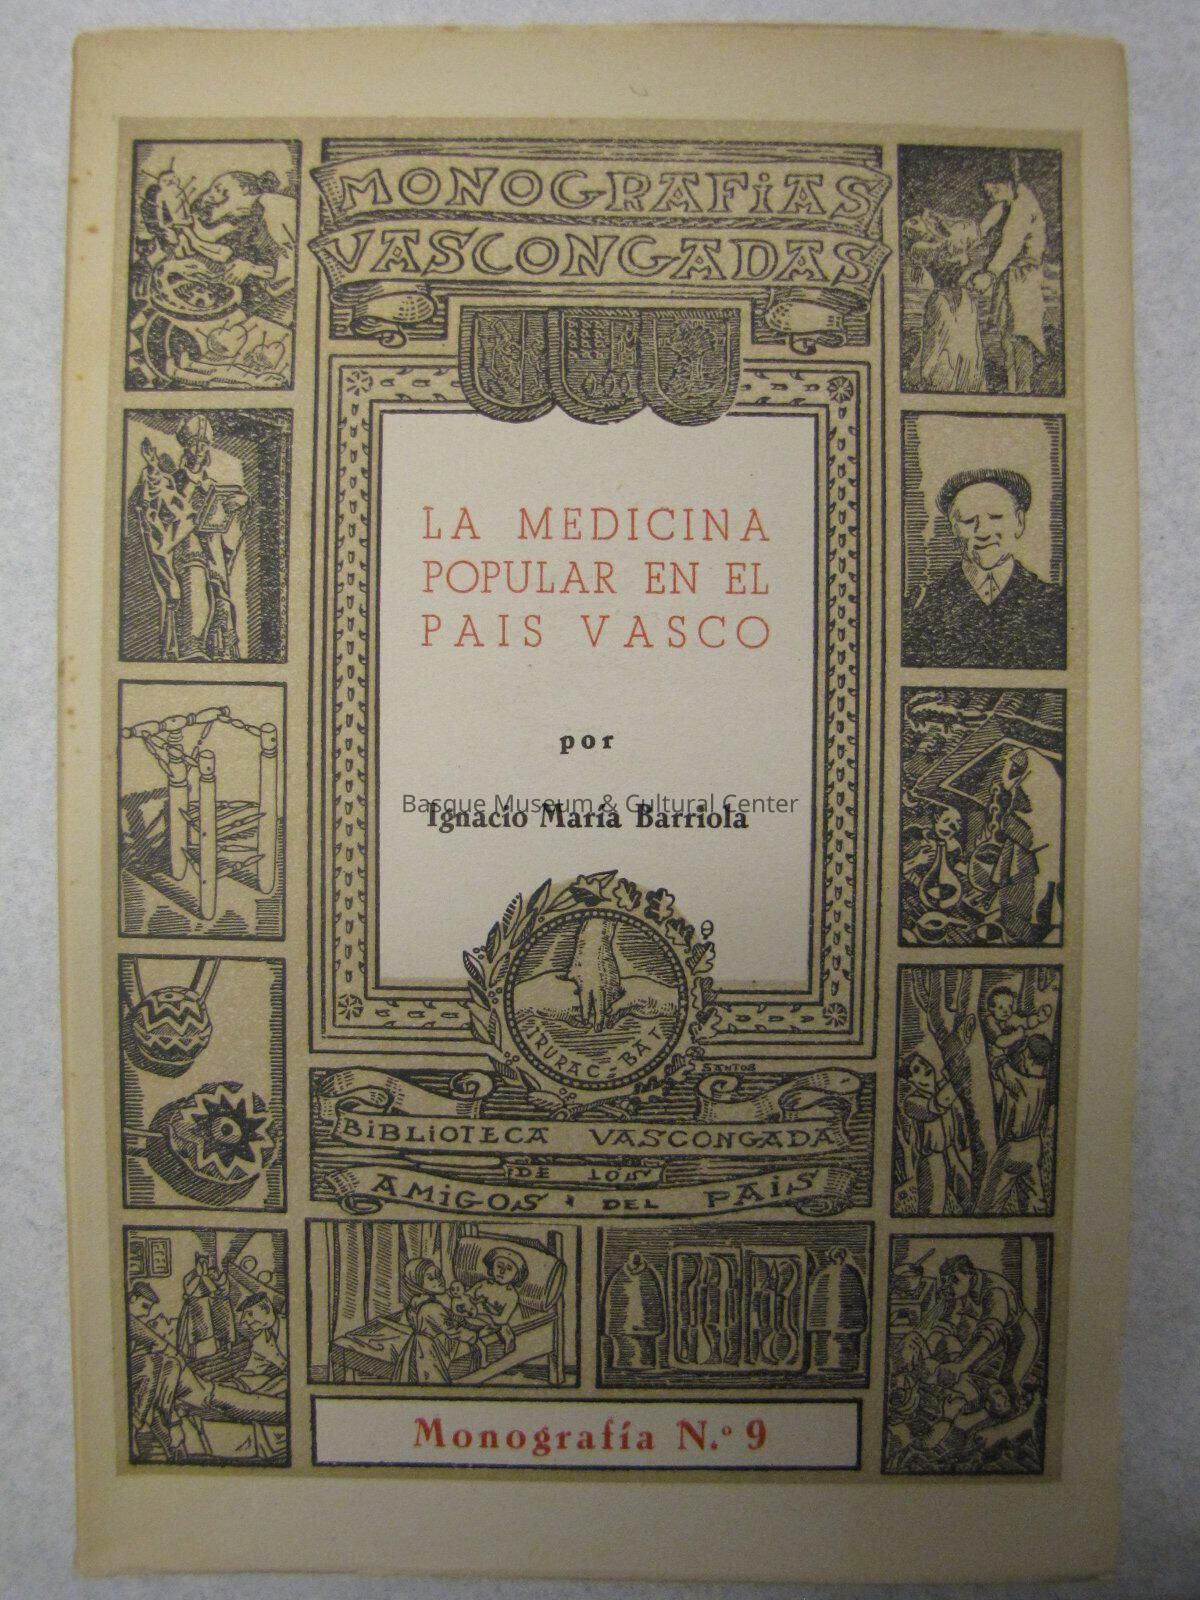 MONOGRAFiAS
VASCONGADAS
LA MEDICINA
POPULAR EN EL
PAIS VASCO
por
Basque Museum & Cultural Center
Ignacio María Barriola
iRURAC-BAT
SANTOS
BiBLiOTECA VASCONGADA
DE LOS
AMiGOS · DEL PAiS
Monografía N.º 9